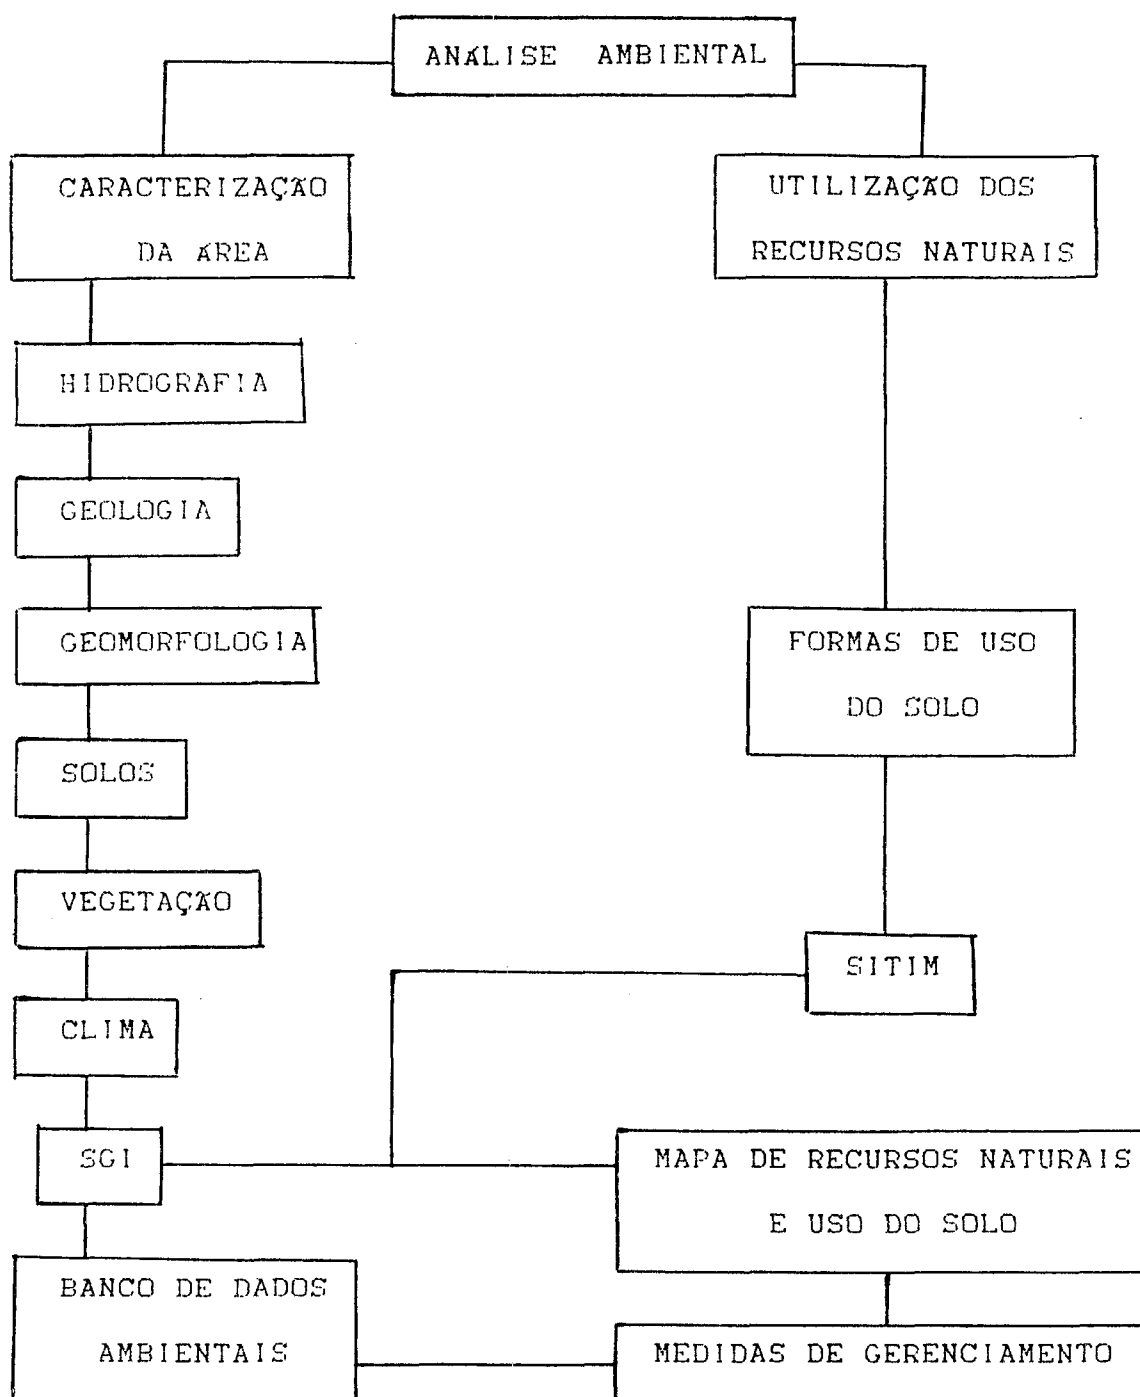 ANÁLISE AMBIENTAL
CARACTERIZAÇÃO
DA ÁREA
UTILIZAÇÃO DOS
RECURSOS NATURAIS
HIDROGRAFIA
GEOLOGIA
GEOMORFOLOGIA
FORMAS DE USO
DO SOLO
SOLOS
VEGETAÇÃO
SITIM
CLIMA
SGI
MAPA DE RECURSOS NATURAIS
E USO DO SOLO
BANCO DE DADOS
AMBIENTAIS
MEDIDAS DE GERENCIAMENTO